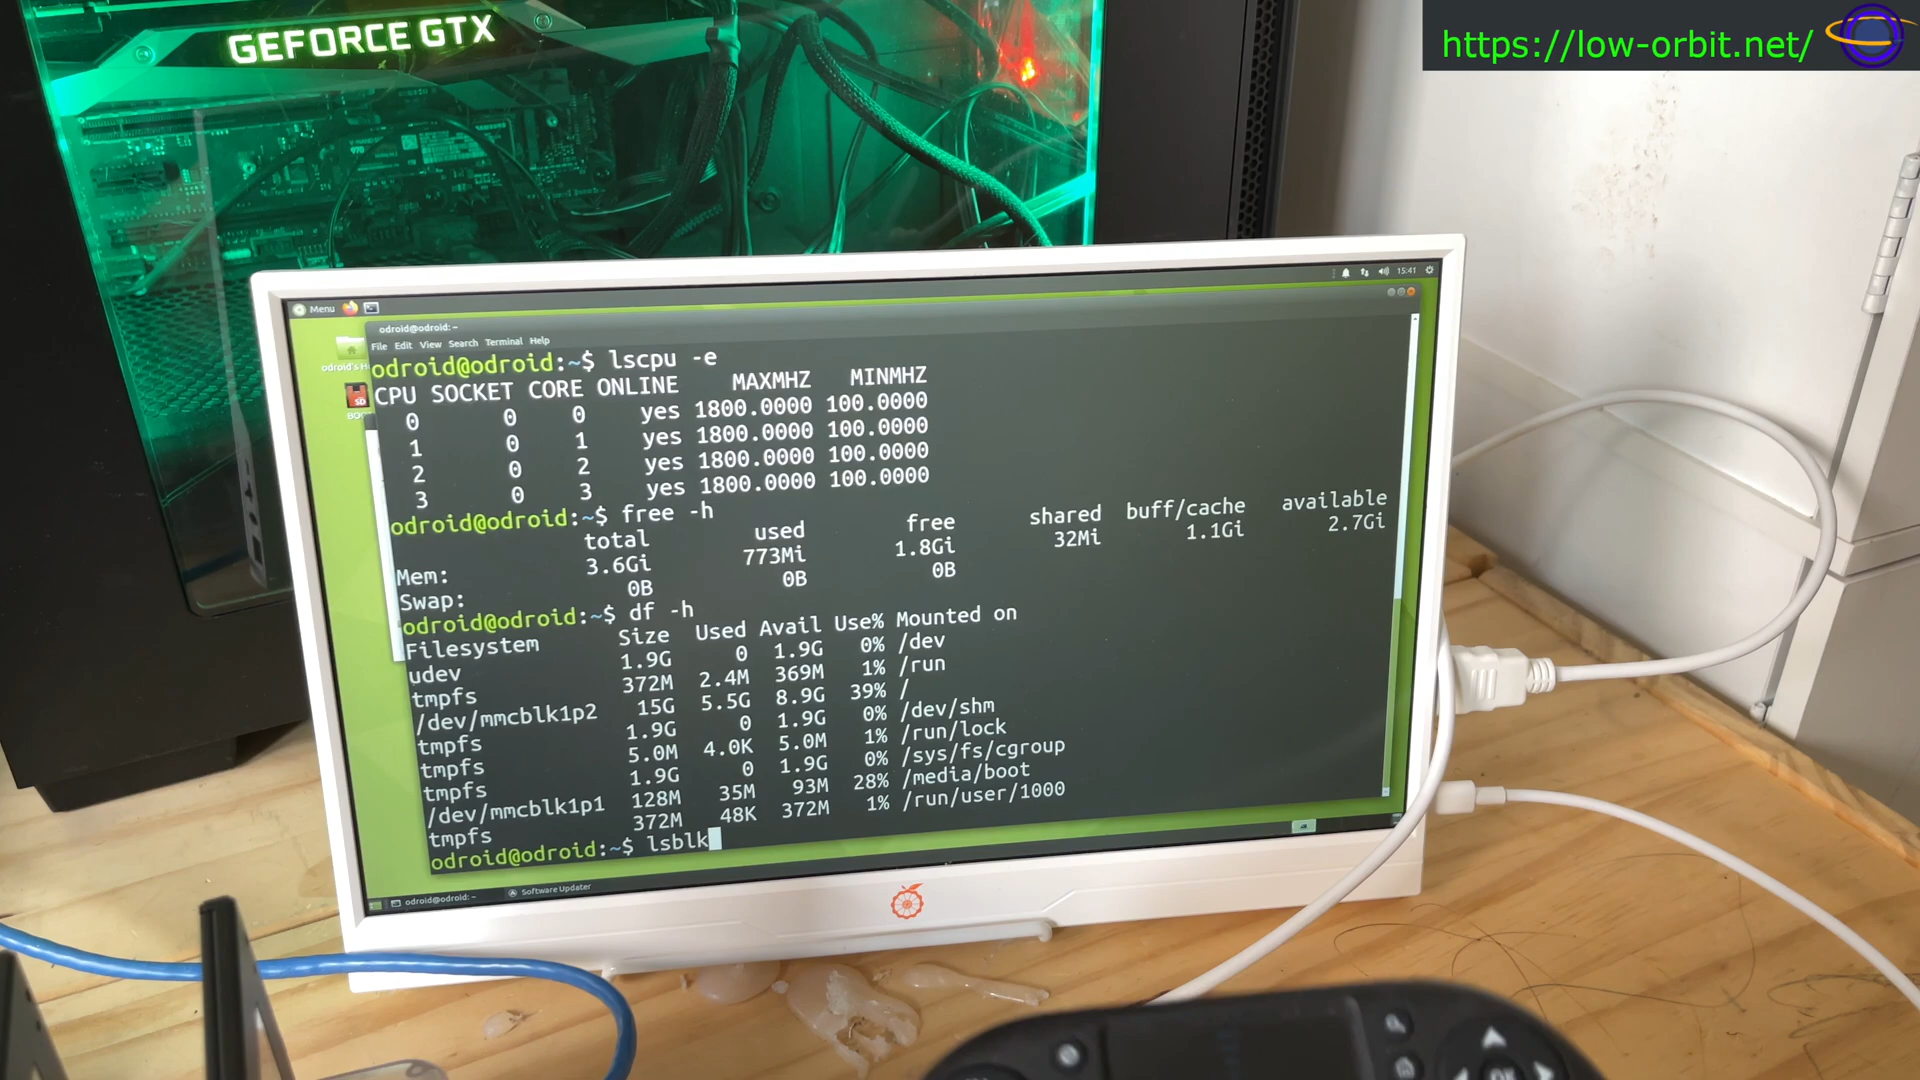 https://low-orbit.net/
GEFORCE GTX
Menu
15:41
odroid@odroid: ~
File Edit View Search Terminal Help
odroid's H
odroid@odroid:~$ lscpu -e
CPU SOCKET CORE ONLINE MAXMHZ MINMHZ
0 0 0 yes 1800.0000 100.0000
1 0 1 yes 1800.0000 100.0000
2 0 2 yes 1800.0000 100.0000
3 0 3 yes 1800.0000 100.0000
odroid@odroid:~$ free -h
total used free shared buff/cache available
Mem: 3.6Gi 773Mi 1.8Gi 32Mi 1.1Gi 2.7Gi
Swap: 0B 0B 0B
odroid@odroid:~$ df -h
Filesystem Size Used Avail Use% Mounted on
udev 1.9G 0 1.9G 0% /dev
tmpfs 372M 2.4M 369M 1% /run
/dev/mmcblk1p2 15G 5.5G 8.9G 39% /
tmpfs 1.9G 0 1.9G 0% /dev/shm
tmpfs 5.0M 4.0K 5.0M 1% /run/lock
tmpfs 1.9G 0 1.9G 0% /sys/fs/cgroup
/dev/mmcblk1p1 128M 35M 93M 28% /media/boot
tmpfs 372M 48K 372M 1% /run/user/1000
odroid@odroid:~$ lsblk
odroid@odroid: ~
Software Updater
OK